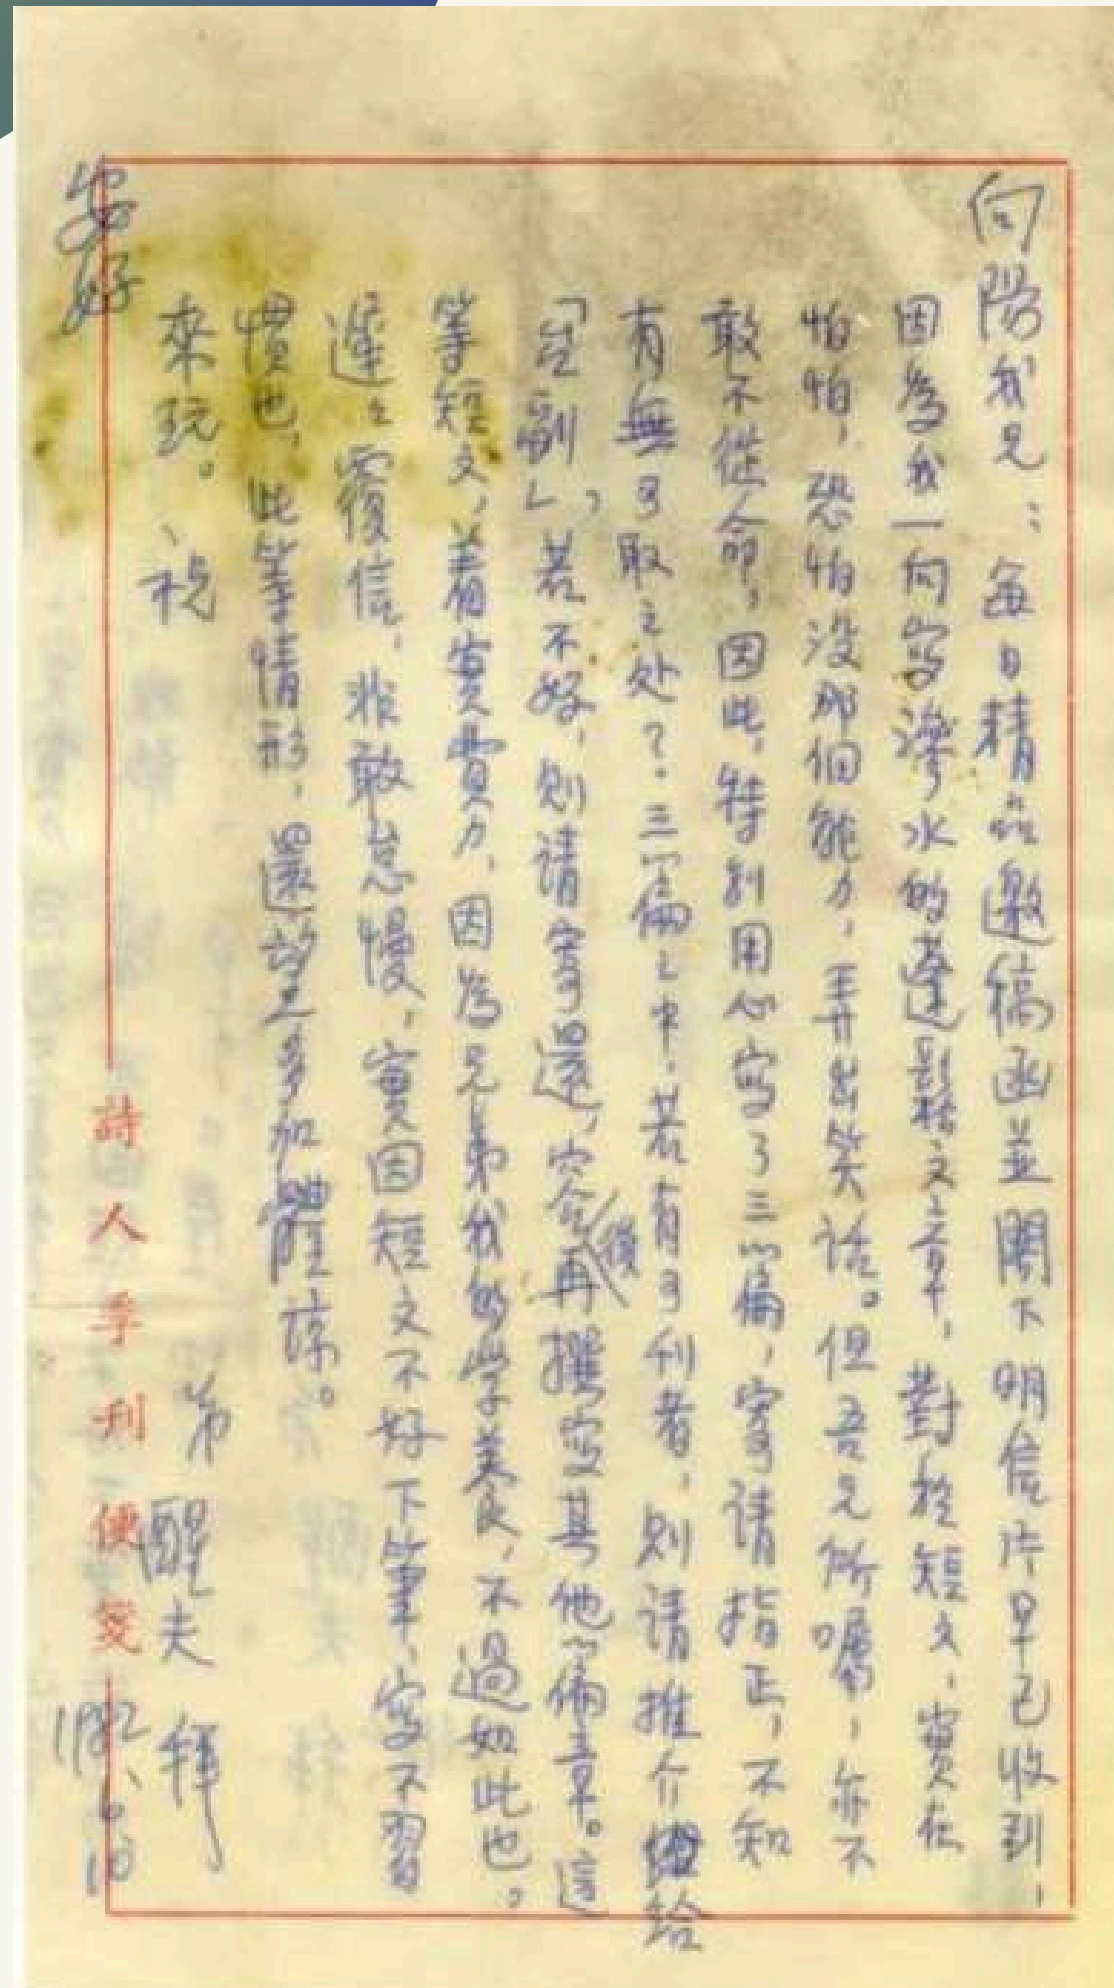 向陽我兄：每日精品邀稿函並閣下明信片早已收到，
因為我一向寫滲水的蓬鬆文章，對於短文，實在
怕怕，恐怕沒那個能力，弄出笑話。但吾兄所囑，亦不
敢不從命，因此，特別用心寫了三篇，寄請指正，不知
有無可取之处？三篇之中，若有可刊者，則請推介給
「台副」，若不好，則請寄還，容後再撰寫其他篇章。這
等短文，着實費力，因為兄弟我的學養，不過如此也。
遲之覆信，非敢怠慢，實因短文不好下筆，寫不習
慣也，此等情形，還望多加體諒。
來玩。祝
安好
弟 醒夫 拜
1982、6、10
詩人季刊便箋